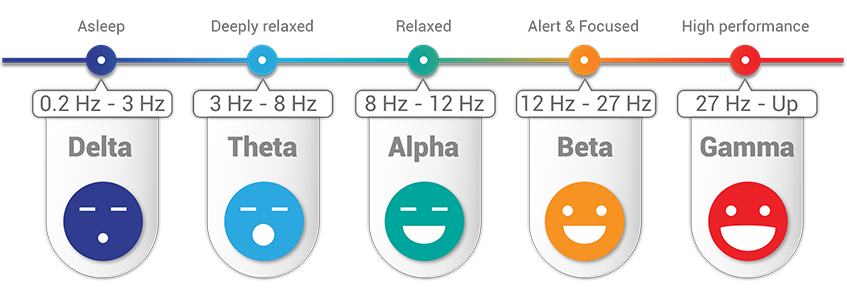 Asleep
Deeply relaxed
Relaxed
Alert & Focused
High performance
0.2 Hz - 3 Hz
3 Hz - 8 Hz
8 Hz - 12 Hz
12 Hz - 27 Hz
27 Hz - Up
Delta
Theta
Alpha
Beta
Gamma